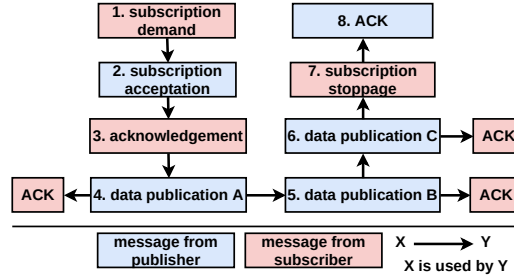 1. subscription
demand
2. subscription
acceptation
3. acknowledgement
ACK
4. data publication A
5. data publication B
ACK
6. data publication C
ACK
7. subscription
stoppage
8. ACK
message from
publisher
message from
subscriber
X Y
X is used by Y